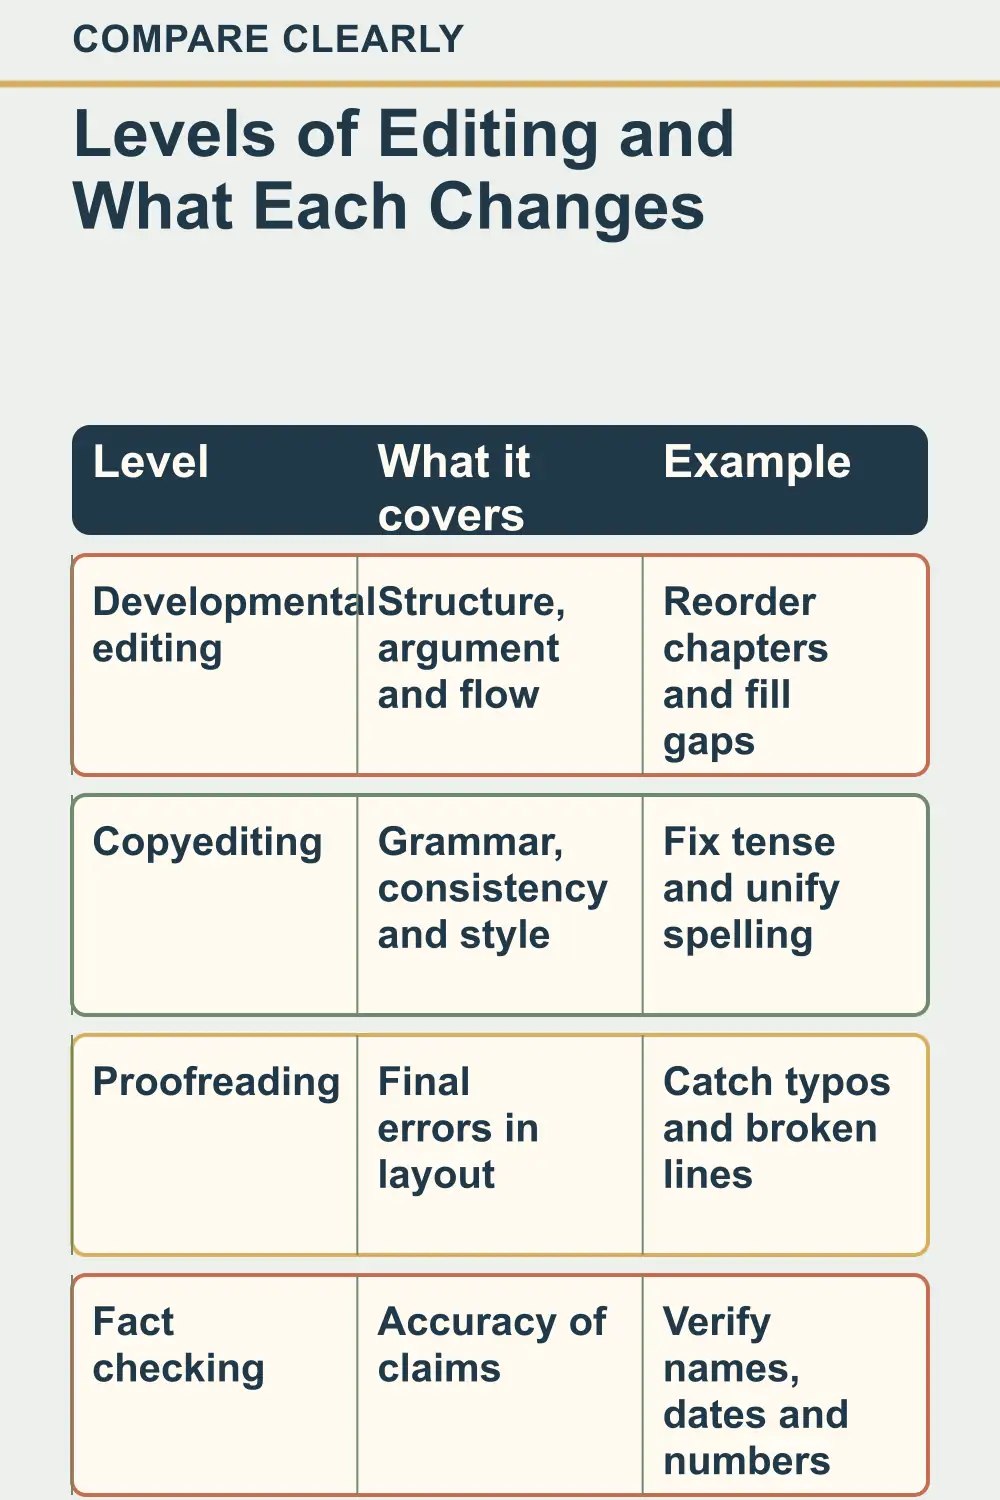 COMPARE CLEARLY
Levels of Editing and
What Each Changes
Level
What it
covers
Example
Developmental
editing
Structure,
argument
and flow
Reorder
chapters
and fill
gaps
Copyediting
Grammar,
consistency
and style
Fix tense
and unify
spelling
Proofreading
Final
errors in
layout
Catch typos
and broken
lines
Fact
checking
Accuracy of
claims
Verify
names,
dates and
numbers